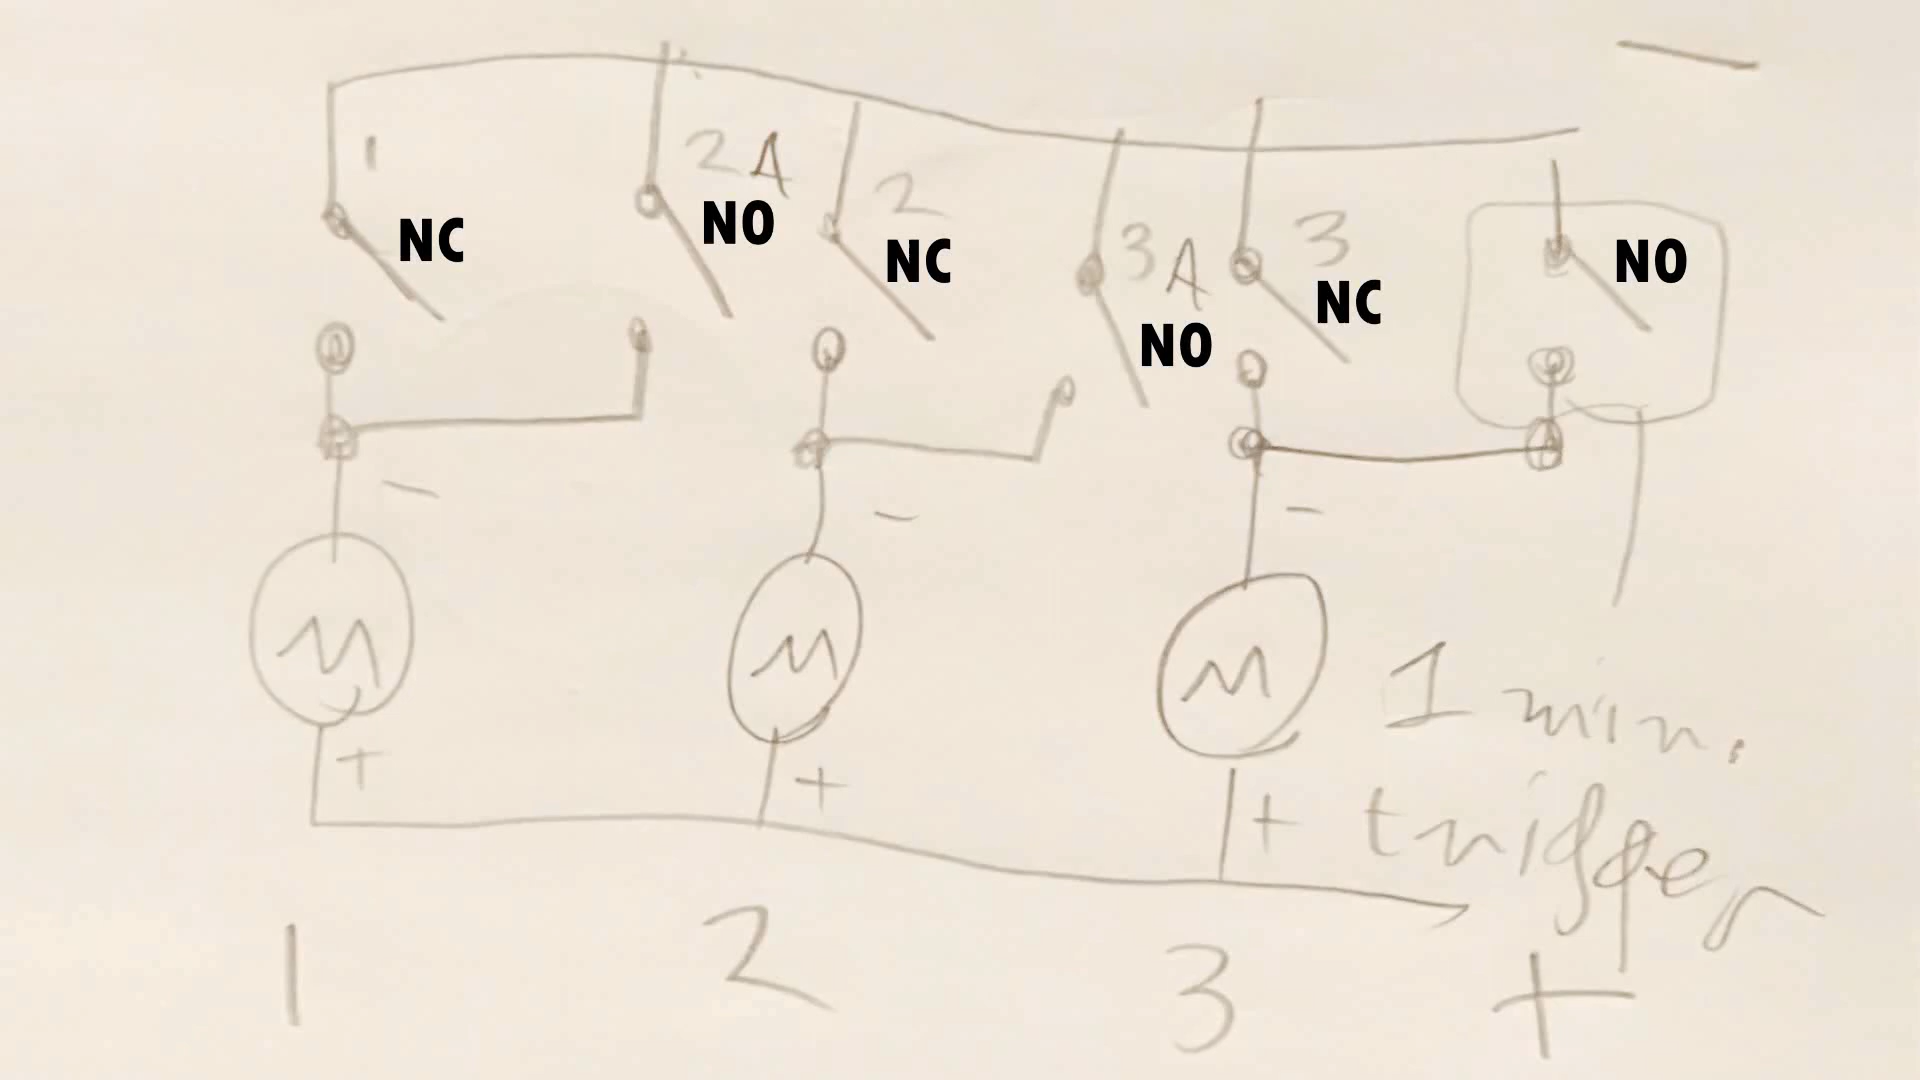 1
NC
2A
NO
2
NC
3A
NO
3
NC
NO
−
−
−
−
M
M
M
+
+
+
1 min.
trigger
1
2
3
+